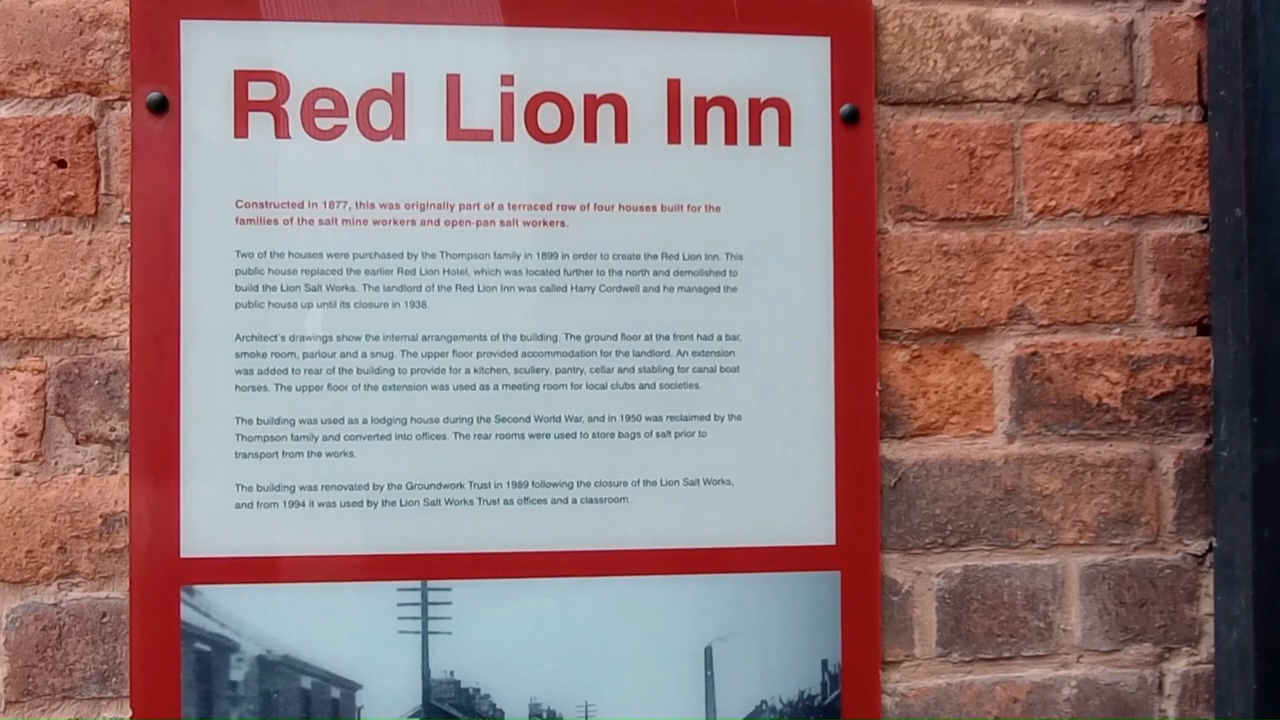 Red Lion Inn
Constructed in 1877, this was originally part of a terraced row of four houses built for the
families of the salt mine workers and open-pan salt workers.
Two of the houses were purchased by the Thompson family in 1899 in order to create the Red Lion Inn. This
public house replaced the earlier Red Lion Hotel, which was located further to the north and demolished to
build the Lion Salt Works. The landlord of the Red Lion Inn was called Harry Cordwell and he managed the
public house up until its closure in 1938.
Architect's drawings show the internal arrangements of the building. The ground floor at the front had a bar,
smoke room, parlour and a snug. The upper floor provided accommodation for the landlord. An extension
was added to rear of the building to provide for a kitchen, scullery, pantry, cellar and stabling for canal boat
horses. The upper floor of the extension was used as a meeting room for local clubs and societies.
The building was used as a lodging house during the Second World War, and in 1950 was reclaimed by the
Thompson family and converted into offices. The rear rooms were used to store bags of salt prior to
transport from the works.
The building was renovated by the Groundwork Trust in 1989 following the closure of the Lion Salt Works,
and from 1994 it was used by the Lion Salt Works Trust as offices and a classroom.